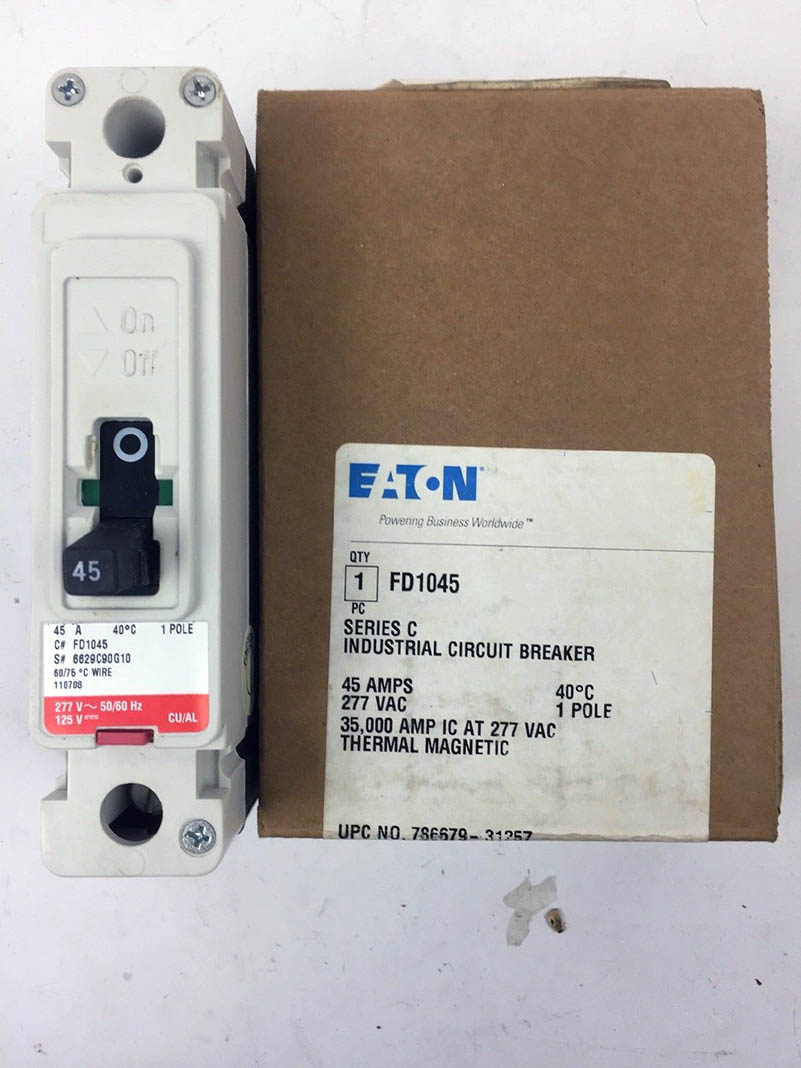 On
Off
O
45
45 A 40°C 1 POLE
C# FD1045
S# 6629C90G10
60/75 °C WIRE
110708
277 V~ 50/60 Hz
125 V⎓ CU/AL
EATON
Powering Business Worldwide™
QTY
1 FD1045
PC
SERIES C
INDUSTRIAL CIRCUIT BREAKER
45 AMPS 40°C
277 VAC 1 POLE
35,000 AMP IC AT 277 VAC
THERMAL MAGNETIC
UPC NO. 786679-31257